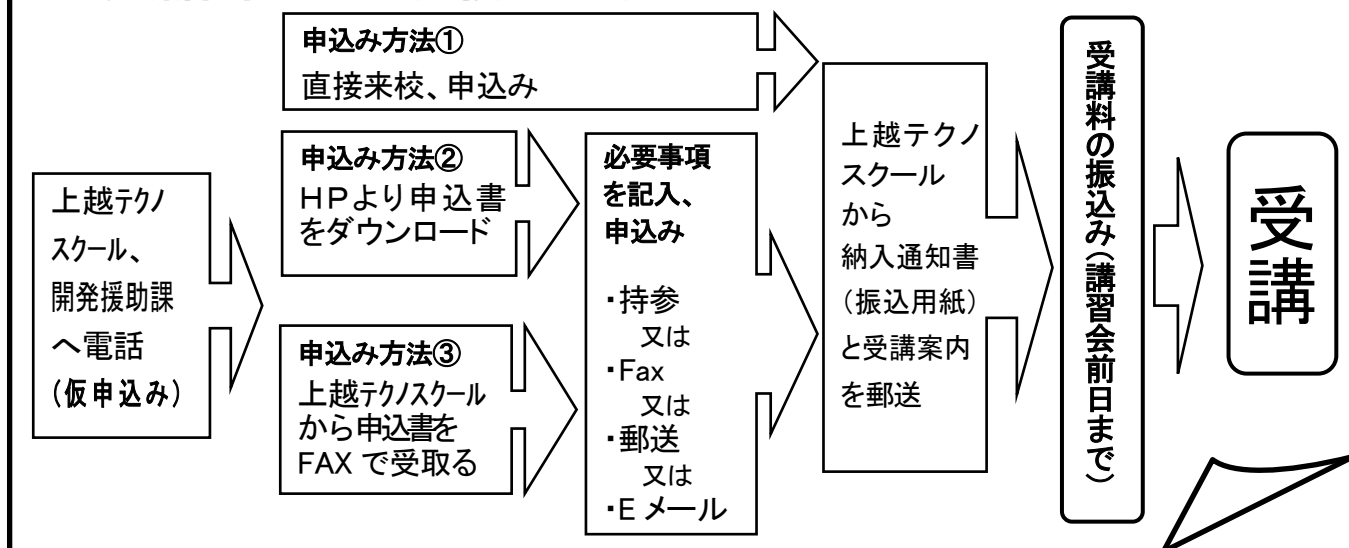 上越テクノ
スクール、
開発援助課
へ電話
(仮申込み)
申込み方法①
直接来校、申込み
申込み方法②
HPより申込書
をダウンロード
申込み方法③
上越テクノスクール
から申込書を
FAXで受取る
必要事項
を記入、
申込み
・持参
又は
・Fax
又は
・郵送
又は
・Eメール
上越テクノ
スクール
から
納入通知書
(振込用紙)
と受講案内
を郵送
受講料の振込み(講習会前日まで)
受講